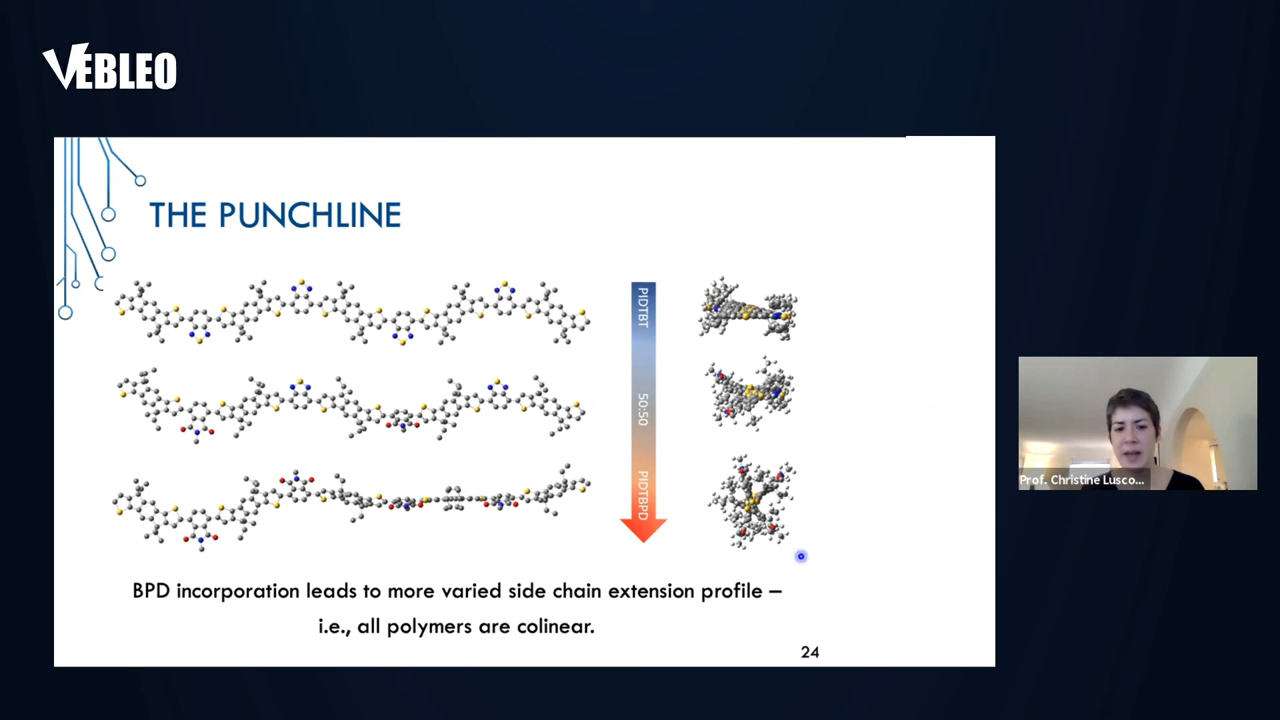 VEBLEO
THE PUNCHLINE
PIDTBT
50:50
PIDTBPD
BPD incorporation leads to more varied side chain extension profile –
i.e., all polymers are colinear.
24
Prof. Christine Lusco...